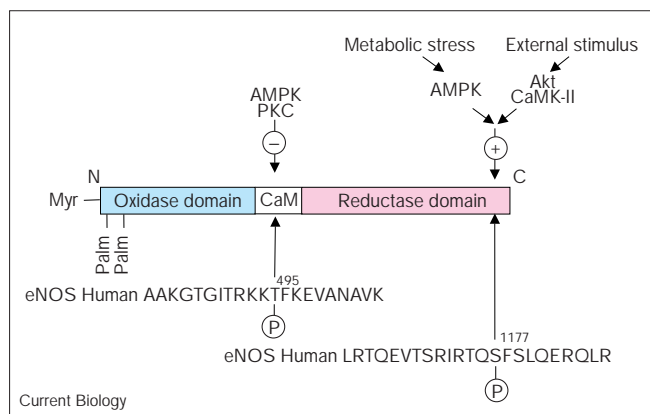 Metabolic stress External stimulus
AMPK Akt
CaMK-II
AMPK
PKC
−
+
N C
Myr Oxidase domain CaM Reductase domain
Palm
Palm
495
eNOS Human AAKGTGITRKKTFKEVANAVK
P
1177
eNOS Human LRTQEVTSRIRTQSFSLQERQLR
P
Current Biology